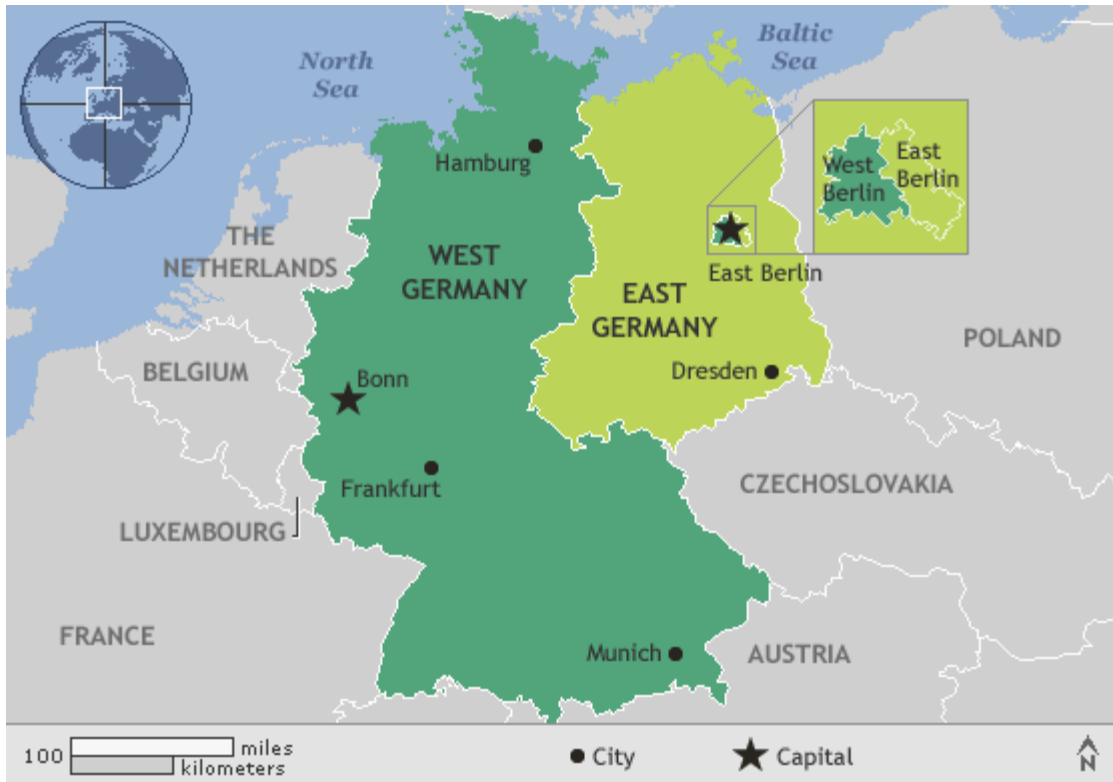 North
Sea
Baltic
Sea
Hamburg
West
Berlin
East
Berlin
THE
NETHERLANDS
WEST
GERMANY
East Berlin
EAST
GERMANY
POLAND
BELGIUM
Bonn
Dresden
Frankfurt
CZECHOSLOVAKIA
LUXEMBOURG
FRANCE
Munich
AUSTRIA
100
miles
kilometers
City
Capital
N